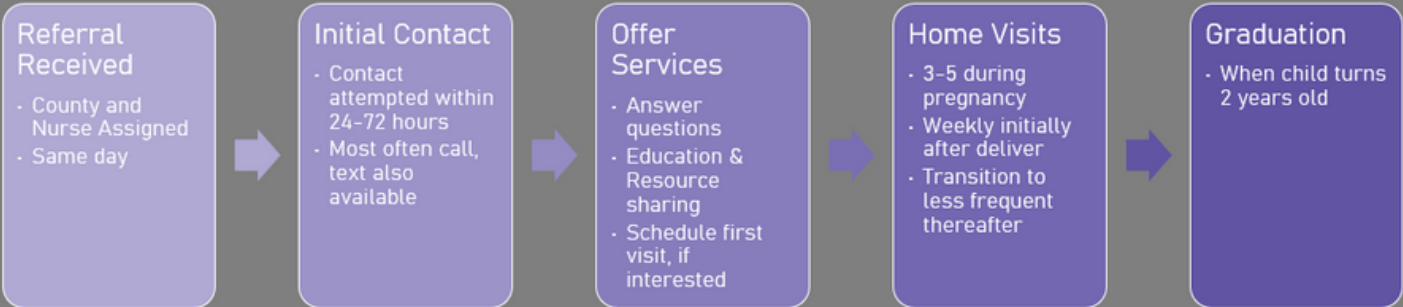 Referral
Received
· County and
Nurse Assigned
· Same day
Initial Contact
· Contact
attempted within
24-72 hours
· Most often call,
text also
available
Offer
Services
· Answer
questions
· Education &
Resource
sharing
· Schedule first
visit, if
interested
Home Visits
· 3-5 during
pregnancy
· Weekly initially
after deliver
· Transition to
less frequent
thereafter
Graduation
· When child turns
2 years old